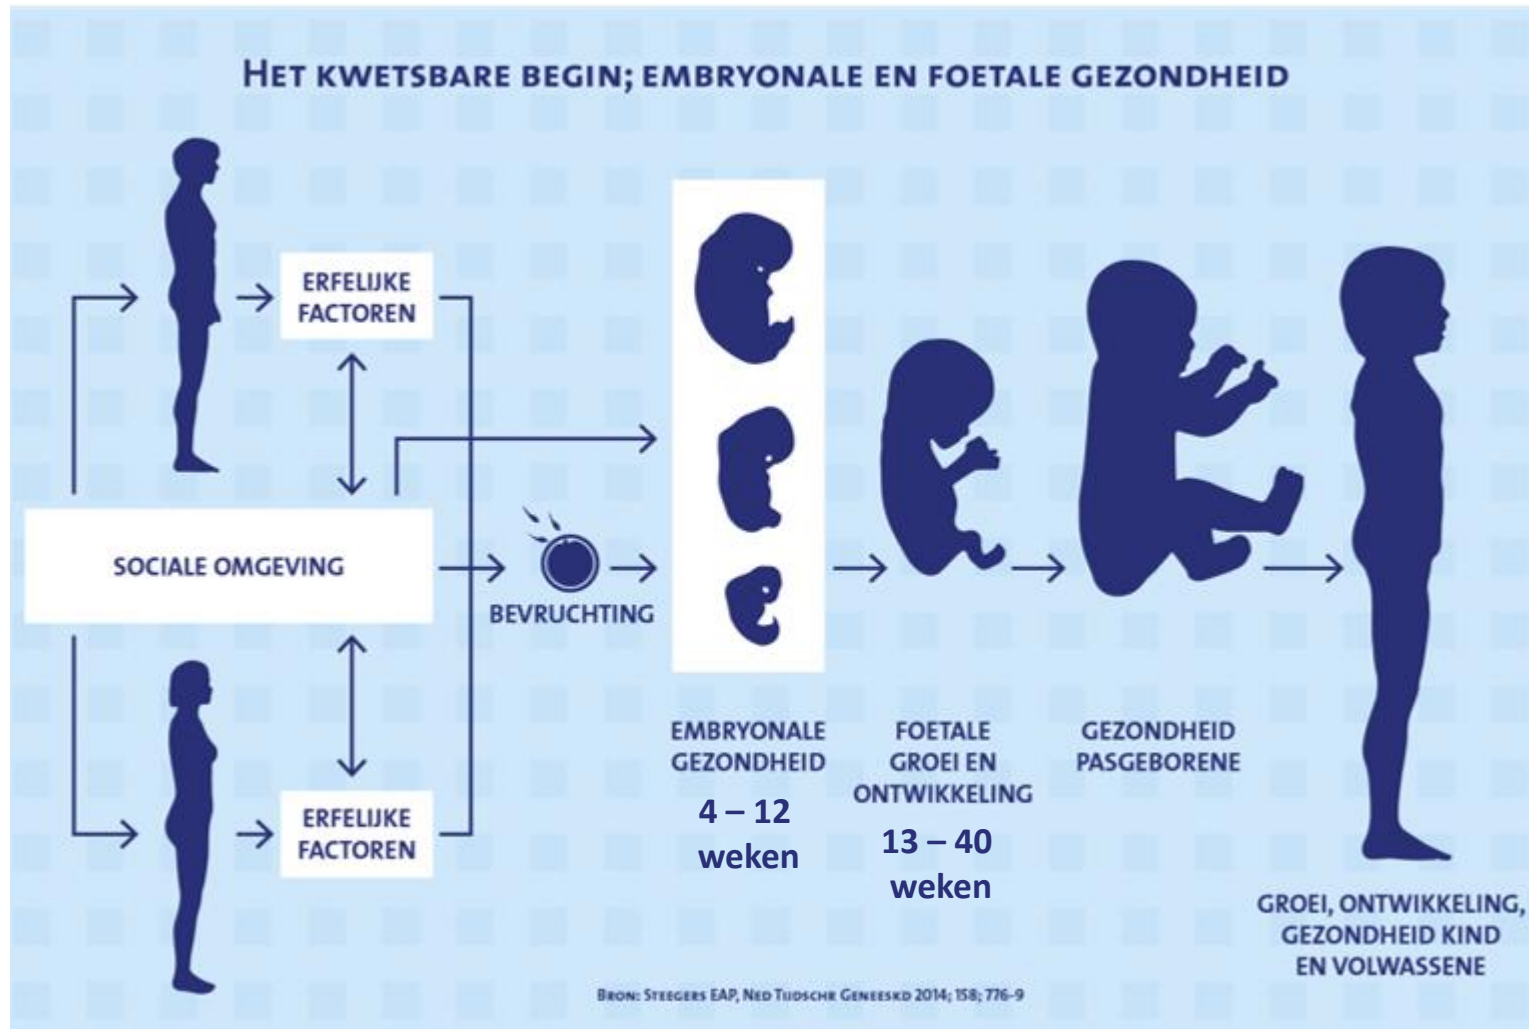 HET KWETSBARE BEGIN; EMBRYONALE EN FOETALE GEZONDHEID
ERFELIJKE
FACTOREN
SOCIALE OMGEVING
BEVRUCHTING
ERFELIJKE
FACTOREN
EMBRYONALE
GEZONDHEID
4 – 12
weken
FOETALE
GROEI EN
ONTWIKKELING
13 – 40
weken
GEZONDHEID
PASGEBORENE
GROEI, ONTWIKKELING,
GEZONDHEID KIND
EN VOLWASSENE
BRON: STEEGERS EAP, NED TIJDSCHR GENEESKD 2014; 158; 776-9